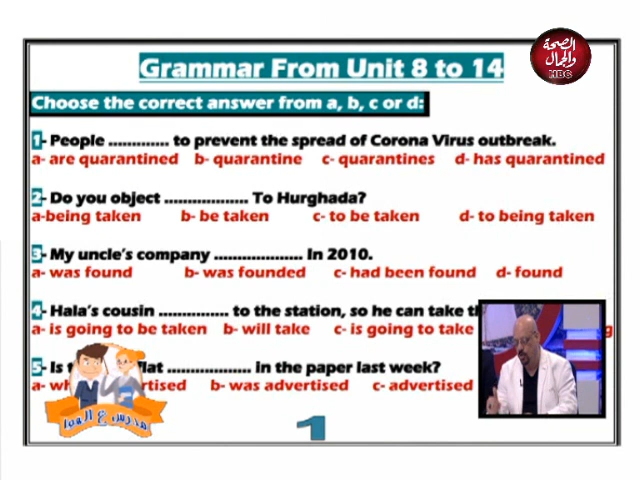 الصحة
والجمال
HBC
Grammar From Unit 8 to 14
Choose the correct answer from a, b, c or d:
1- People ............. to prevent the spread of Corona Virus outbreak.
a- are quarantined b- quarantine c- quarantines d- has quarantined
2- Do you object .................. To Hurghada?
a-being taken b- be taken c- to be taken d- to being taken
3- My uncle's company ................... In 2010.
a- was found b- was founded c- had been found d- found
4- Hala's cousin ............... to the station, so he can take
a- is going to be taken b- will take c- is going to take
5- Is .................. in the paper last week?
a- b- was advertised c- advertised
مدرس ع الهوا
1